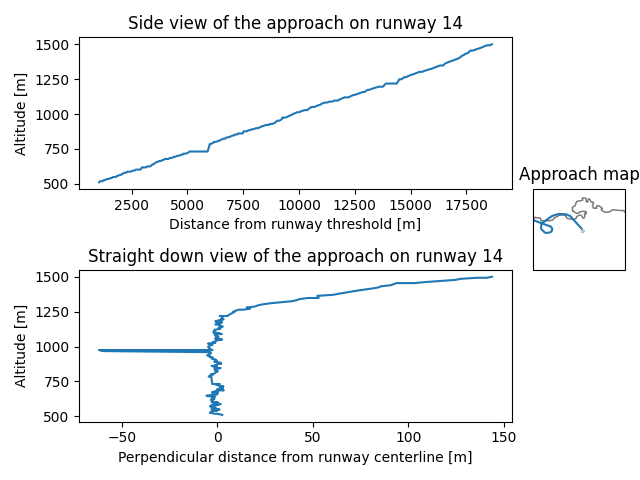 Side view of the approach on runway 14
1500
1250
1000
750
500
Altitude [m]
2500 5000 7500 10000 12500 15000 17500
Distance from runway threshold [m]
Approach map
Straight down view of the approach on runway 14
1500
1250
1000
750
500
Altitude [m]
−50 0 50 100 150
Perpendicular distance from runway centerline [m]